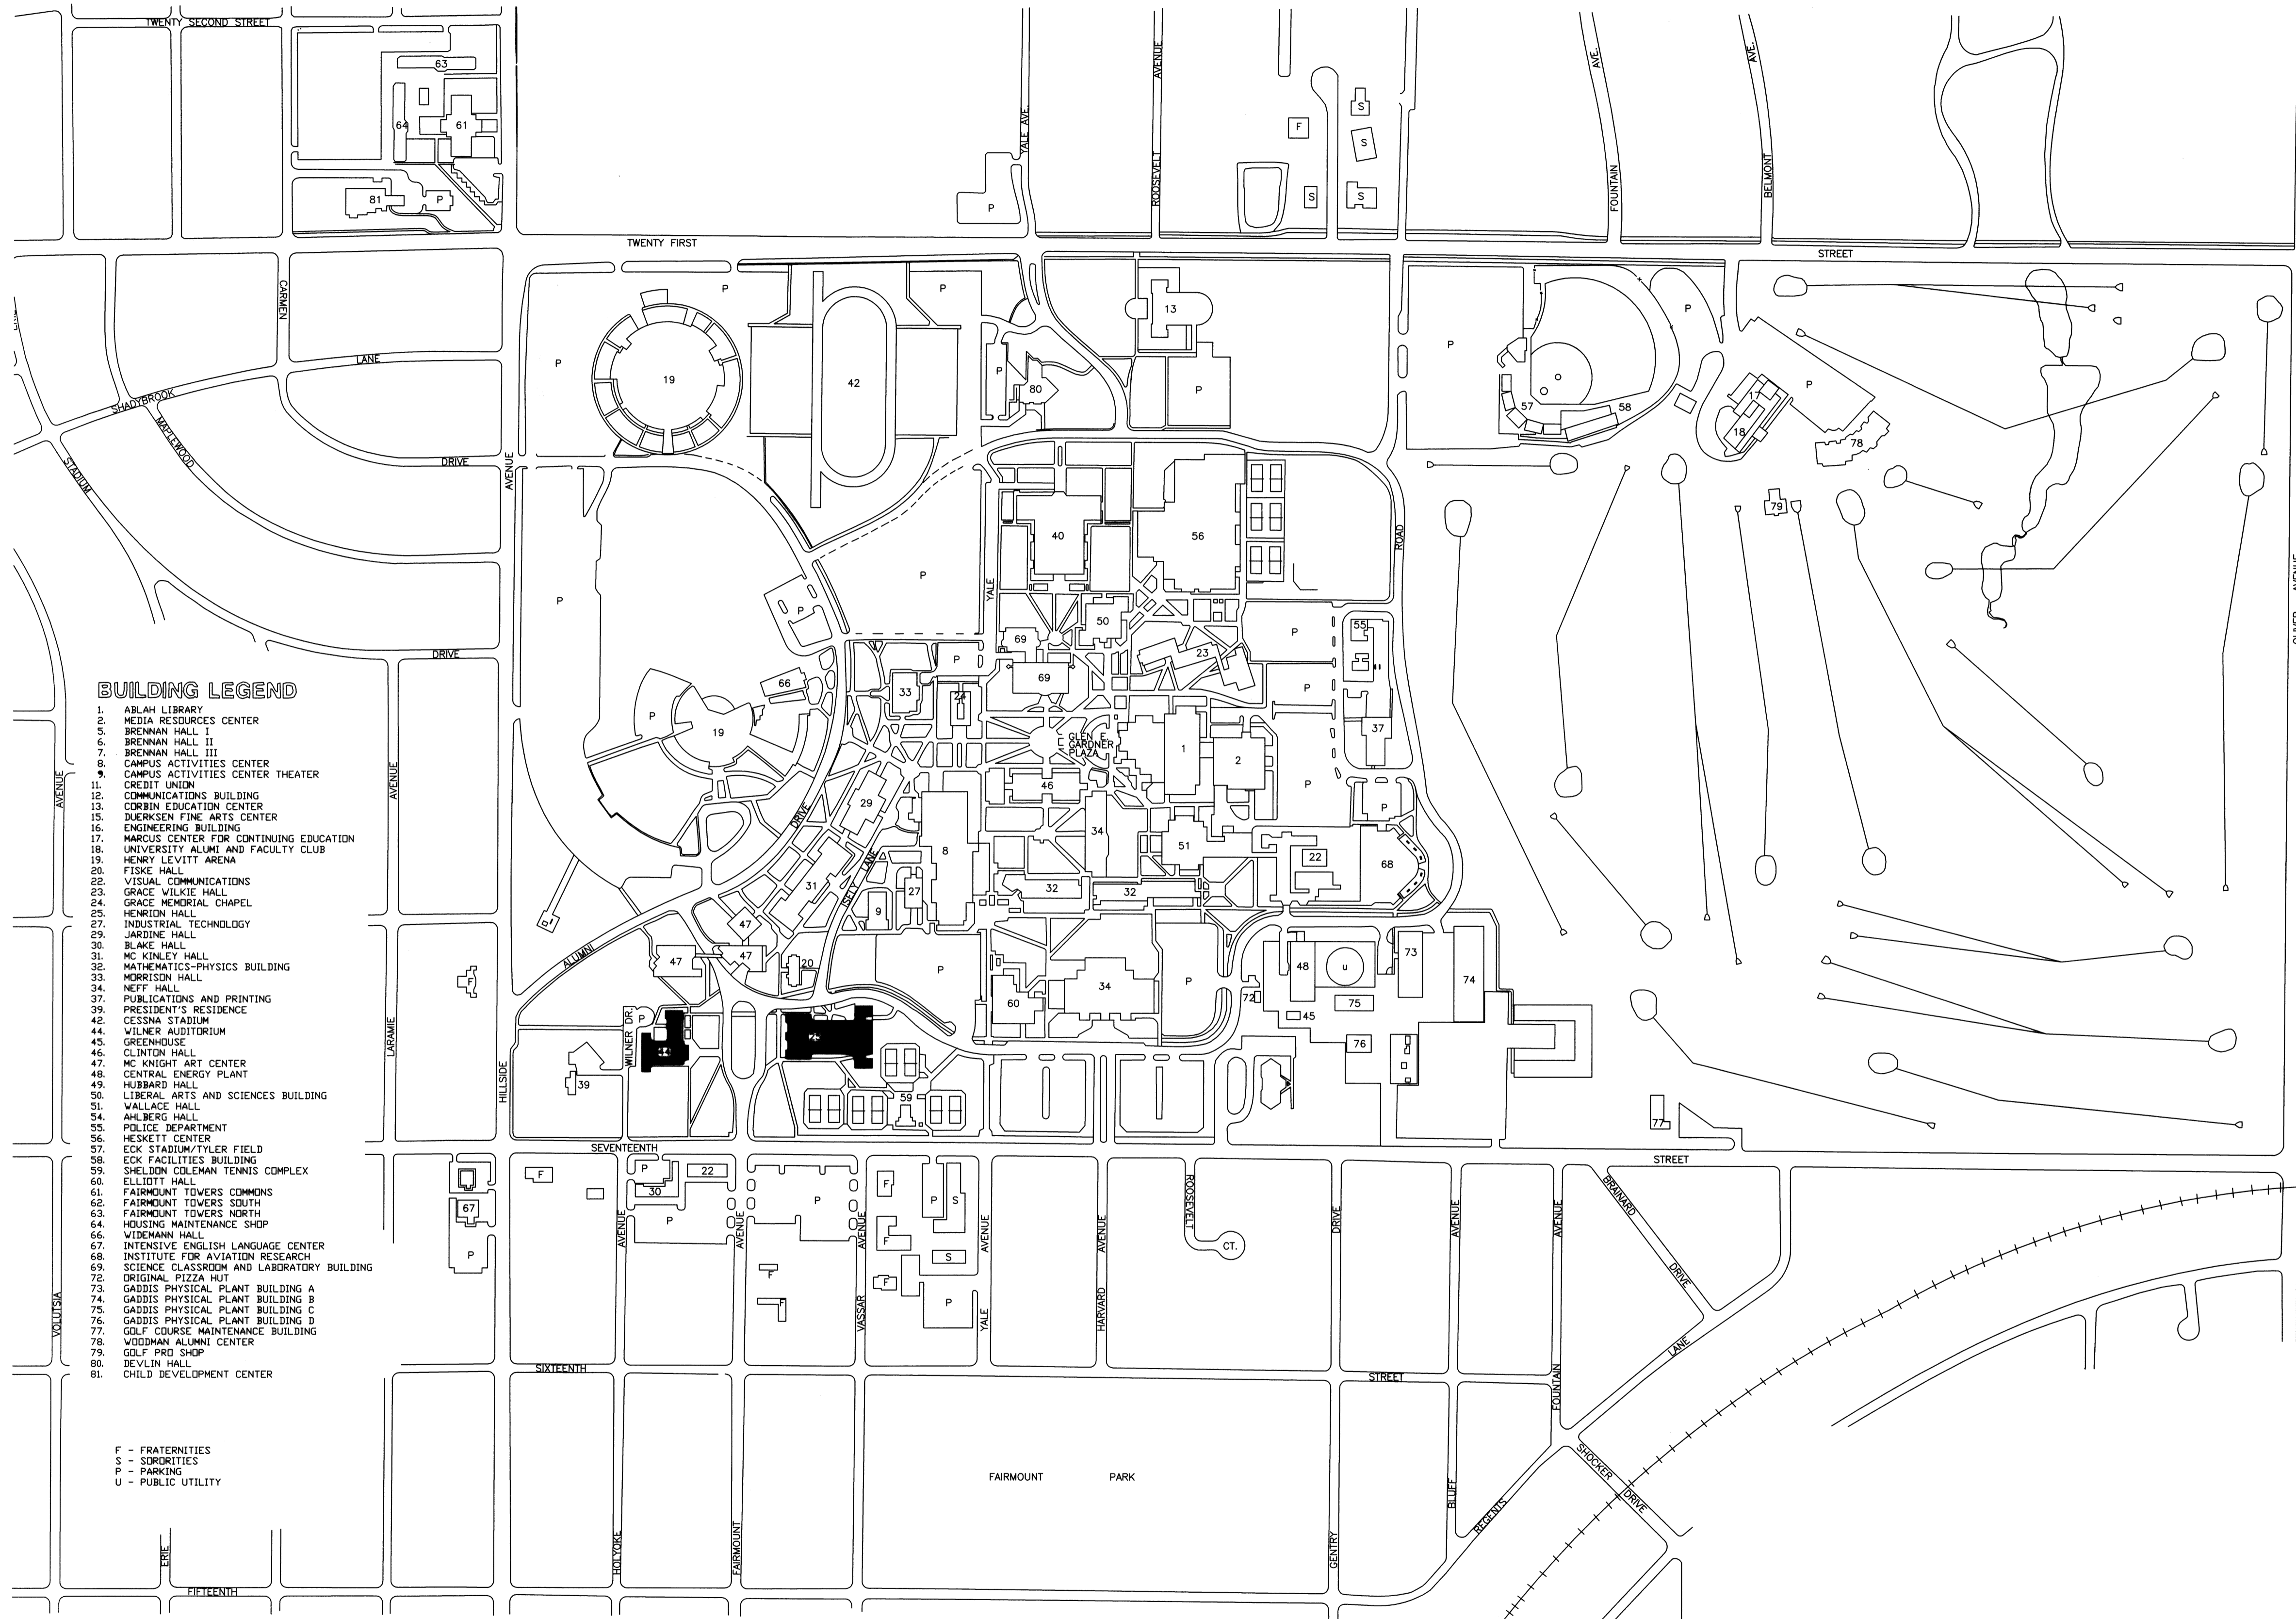 TWENTY SECOND STREET
63
64
61
81
P
YALE AVE.
P
ROOSEVELT AVENUE
F
S
S
S
S
FOUNTAIN AVE.
BELMONT AVE.
TWENTY FIRST
STREET
CARMEN
LANE
SHADYBROOK
MAPLEWOOD
DRIVE
STADIUM
DRIVE
AVENUE
P
P
19
42
P
P
80
13
P
P
57
58
P
17
18
P
78
79
ROAD
OLIVER AVENUE
40
56
P
P
YALE
P
50
69
69
P
23
P
55
P
37
66
33
24
P
19
GLEN E.
GARDNER
PLAZA
1
2
P
P
46
29
DRIVE
8
34
51
22
68
31
ISELY LANE
27
9
32
32
47
47
47
20
ALUMNI
P
60
34
P
72
48
U
73
74
75
45
76
77
F
WILNER DR.
P
39
59
HILLSIDE
BUILDING LEGEND
1. ABLAH LIBRARY
2. MEDIA RESOURCES CENTER
5. BRENNAN HALL I
6. BRENNAN HALL II
7. BRENNAN HALL III
8. CAMPUS ACTIVITIES CENTER
9. CAMPUS ACTIVITIES CENTER THEATER
11. CREDIT UNION
12. COMMUNICATIONS BUILDING
13. CORBIN EDUCATION CENTER
15. DUERKSEN FINE ARTS CENTER
16. ENGINEERING BUILDING
17. MARCUS CENTER FOR CONTINUING EDUCATION
18. UNIVERSITY ALUMI AND FACULTY CLUB
19. HENRY LEVITT ARENA
20. FISKE HALL
22. VISUAL COMMUNICATIONS
23. GRACE WILKIE HALL
24. GRACE MEMORIAL CHAPEL
25. HENRION HALL
27. INDUSTRIAL TECHNOLOGY
29. JARDINE HALL
30. BLAKE HALL
31. MC KINLEY HALL
32. MATHEMATICS-PHYSICS BUILDING
33. MORRISON HALL
34. NEFF HALL
37. PUBLICATIONS AND PRINTING
39. PRESIDENT'S RESIDENCE
42. CESSNA STADIUM
44. WILNER AUDITORIUM
45. GREENHOUSE
46. CLINTON HALL
47. MC KNIGHT ART CENTER
48. CENTRAL ENERGY PLANT
49. HUBBARD HALL
50. LIBERAL ARTS AND SCIENCES BUILDING
51. WALLACE HALL
54. AHLBERG HALL
55. POLICE DEPARTMENT
56. HESKETT CENTER
57. ECK STADIUM/TYLER FIELD
58. ECK FACILITIES BUILDING
59. SHELDON COLEMAN TENNIS COMPLEX
60. ELLIOTT HALL
61. FAIRMOUNT TOWERS COMMONS
62. FAIRMOUNT TOWERS SOUTH
63. FAIRMOUNT TOWERS NORTH
64. HOUSING MAINTENANCE SHOP
66. WIDEMANN HALL
67. INTENSIVE ENGLISH LANGUAGE CENTER
68. INSTITUTE FOR AVIATION RESEARCH
69. SCIENCE CLASSROOM AND LABORATORY BUILDING
72. ORIGINAL PIZZA HUT
73. GADDIS PHYSICAL PLANT BUILDING A
74. GADDIS PHYSICAL PLANT BUILDING B
75. GADDIS PHYSICAL PLANT BUILDING C
76. GADDIS PHYSICAL PLANT BUILDING D
77. GOLF COURSE MAINTENANCE BUILDING
78. WOODMAN ALUMNI CENTER
79. GOLF PRO SHOP
80. DEVLIN HALL
81. CHILD DEVELOPMENT CENTER
F - FRATERNITIES
S - SORORITIES
P - PARKING
U - PUBLIC UTILITY
VOLUTSIA
AVENUE
LARAMIE
AVENUE
SEVENTEENTH
STREET
F
P
30
22
P
67
P
P
F
P
S
F
S
F
P
F
F
AVENUE
AVENUE
VASSAR AVENUE
YALE AVENUE
HARVARD AVENUE
ROOSEVELT
CT.
DRIVE
AVENUE
AVENUE
BRAINARD
DRIVE
LANE
SIXTEENTH
STREET
FOUNTAIN
SHOCKER
DRIVE
FAIRMOUNT PARK
BLUFF
REGENTS
ERIE
HOLYOKE
FAIRMOUNT
GENTRY
FIFTEENTH